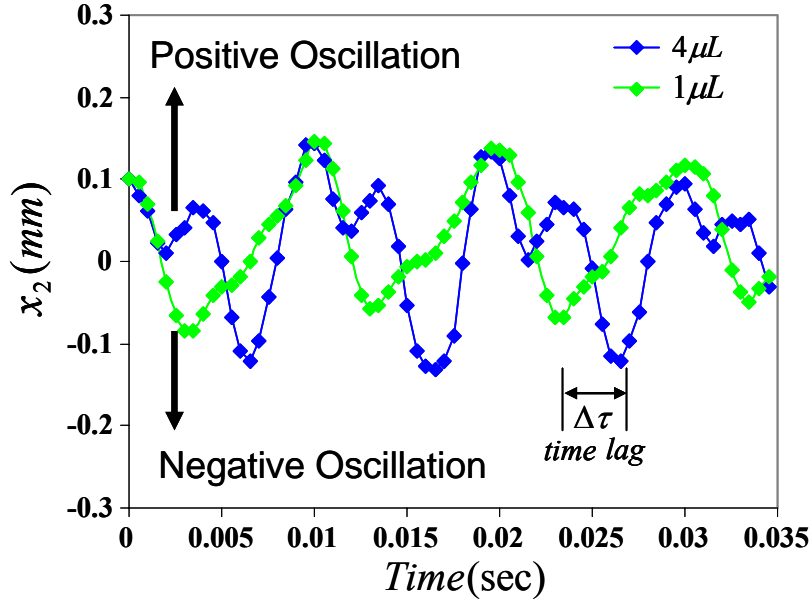 0.3
Positive Oscillation
4μL
1μL
0.2
0.1
0
-0.1
-0.2
-0.3
x₂(mm)
Δτ
time lag
Negative Oscillation
0 0.005 0.01 0.015 0.02 0.025 0.03 0.035
Time(sec)